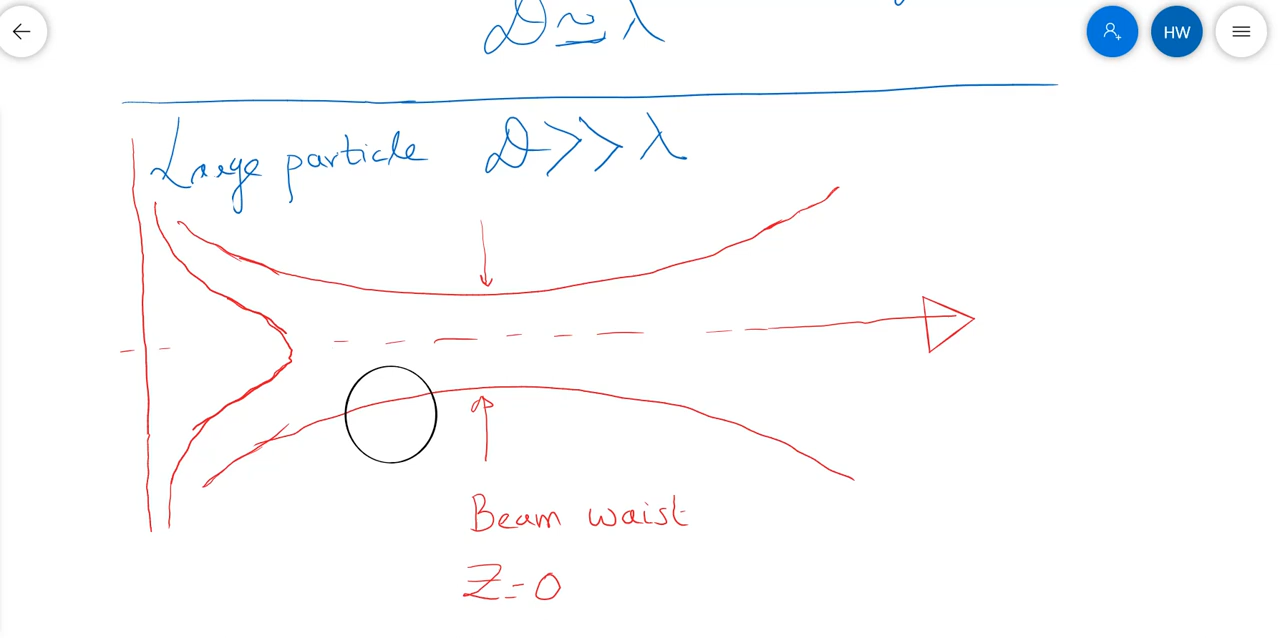 HW
D ≃ λ
Large particle D >> λ
Beam waist
Z = 0